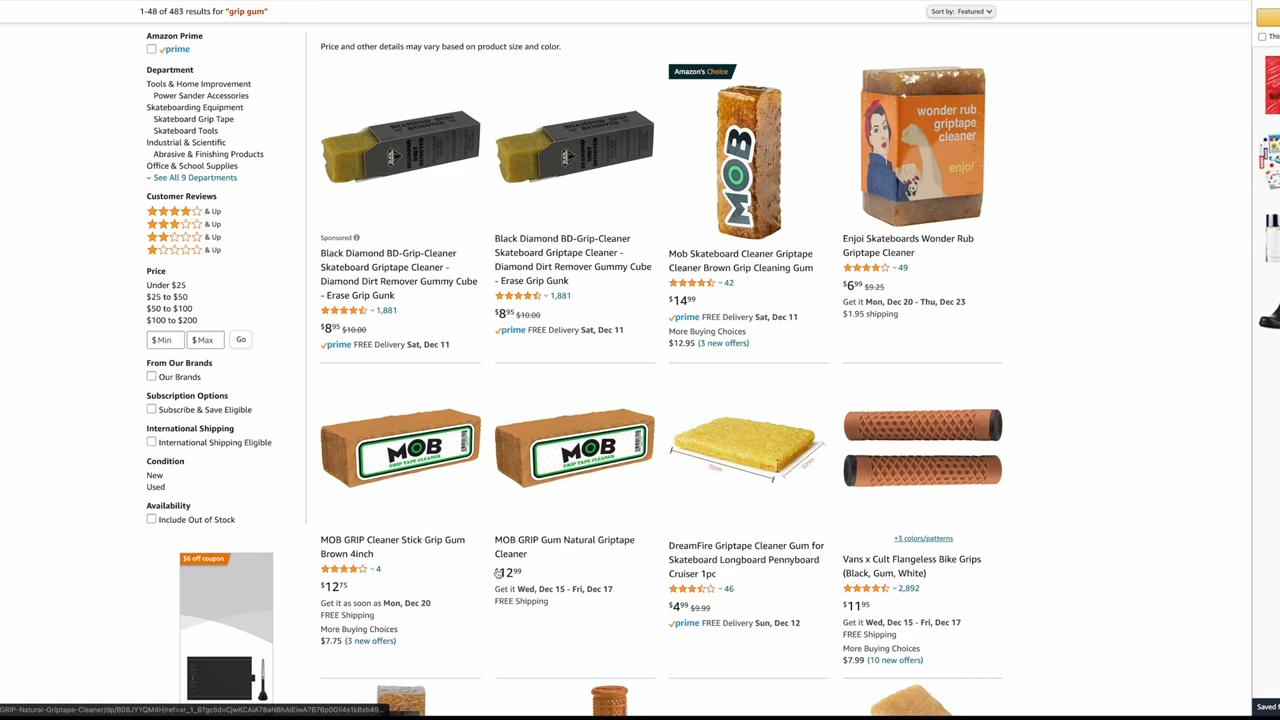 1-48 of 483 results for "grip gum"
Sort by: Featured
Amazon Prime
prime
Department
Tools & Home Improvement
Power Sander Accessories
Skateboarding Equipment
Skateboard Grip Tape
Skateboard Tools
Industrial & Scientific
Abrasive & Finishing Products
Office & School Supplies
See All 9 Departments
Customer Reviews
& Up
& Up
& Up
& Up
Price
Under $25
$25 to $50
$50 to $100
$100 to $200
$ Min
$ Max
Go
From Our Brands
Our Brands
Subscription Options
Subscribe & Save Eligible
International Shipping
International Shipping Eligible
Condition
New
Used
Availability
Include Out of Stock
$6 off coupon
Price and other details may vary based on product size and color.
Sponsored
Black Diamond BD-Grip-Cleaner
Skateboard Griptape Cleaner -
Diamond Dirt Remover Gummy Cube
- Erase Grip Gunk
1,881
$8.95 $10.00
prime FREE Delivery Sat, Dec 11
Black Diamond BD-Grip-Cleaner
Skateboard Griptape Cleaner -
Diamond Dirt Remover Gummy Cube
- Erase Grip Gunk
1,881
$8.95 $10.00
prime FREE Delivery Sat, Dec 11
Amazon's Choice
MOB
Mob Skateboard Cleaner Griptape
Cleaner Brown Grip Cleaning Gum
42
$14.99
prime FREE Delivery Sat, Dec 11
More Buying Choices
$12.95 (3 new offers)
wonder rub
griptape
cleaner
enjoi
Enjoi Skateboards Wonder Rub
Griptape Cleaner
49
$6.99 $9.25
Get it Mon, Dec 20 - Thu, Dec 23
$1.95 shipping
MOB
GRIP TAPE CLEANER
MOB GRIP Cleaner Stick Grip Gum
Brown 4inch
4
$12.75
Get it as soon as Mon, Dec 20
FREE Shipping
More Buying Choices
$7.75 (3 new offers)
MOB
GRIP TAPE CLEANER
MOB GRIP Gum Natural Griptape
Cleaner
$12.99
Get it Wed, Dec 15 - Fri, Dec 17
FREE Shipping
DreamFire Griptape Cleaner Gum for
Skateboard Longboard Pennyboard
Cruiser 1pc
46
$4.99 $9.99
prime FREE Delivery Sun, Dec 12
+3 colors/patterns
Vans x Cult Flangeless Bike Grips
(Black, Gum, White)
2,892
$11.95
Get it Wed, Dec 15 - Fri, Dec 17
FREE Shipping
More Buying Choices
$7.99 (10 new offers)
This
Saved